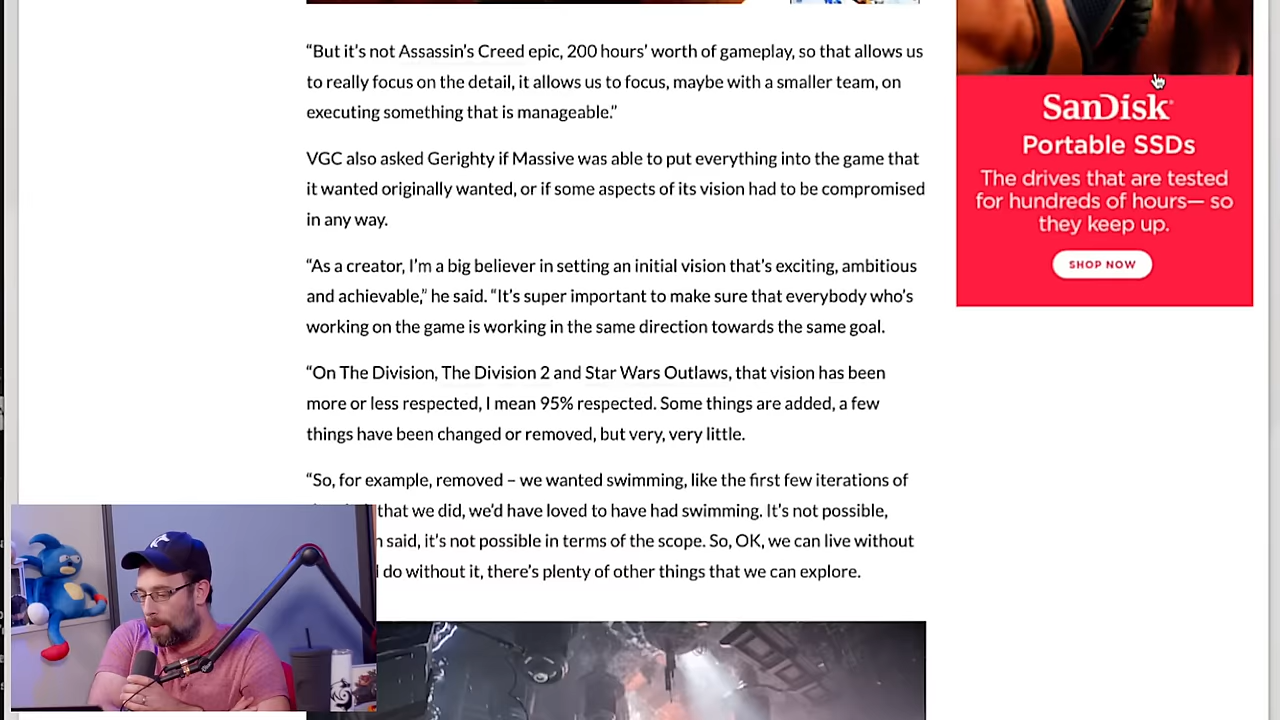 “But it’s not Assassin’s Creed epic, 200 hours’ worth of gameplay, so that allows us
to really focus on the detail, it allows us to focus, maybe with a smaller team, on
executing something that is manageable.”
VGC also asked Gerighty if Massive was able to put everything into the game that
it wanted originally wanted, or if some aspects of its vision had to be compromised
in any way.
“As a creator, I’m a big believer in setting an initial vision that’s exciting, ambitious
and achievable,” he said. “It’s super important to make sure that everybody who’s
working on the game is working in the same direction towards the same goal.
“On The Division, The Division 2 and Star Wars Outlaws, that vision has been
more or less respected, I mean 95% respected. Some things are added, a few
things have been changed or removed, but very, very little.
“So, for example, removed – we wanted swimming, like the first few iterations of
that we did, we’d have loved to have had swimming. It’s not possible,
said, it’s not possible in terms of the scope. So, OK, we can live without
do without it, there’s plenty of other things that we can explore.
SanDisk
Portable SSDs
The drives that are tested
for hundreds of hours— so
they keep up.
SHOP NOW